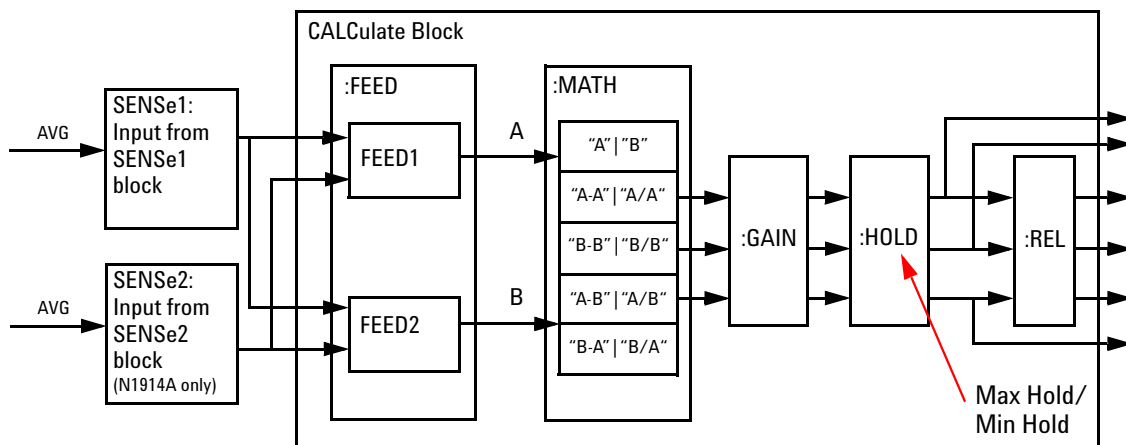 CALCulate Block
:FEED
:MATH
SENSe1:
Input from
SENSe1
block
AVG
FEED1
A
“A”|“B”
“A-A”|“A/A“
“B-B”|“B/B“
“A-B”|“A/B“
“B-A”|“B/A“
:GAIN
:HOLD
:REL
SENSe2:
Input from
SENSe2
block
(N1914A only)
AVG
FEED2
B
Max Hold/
Min Hold